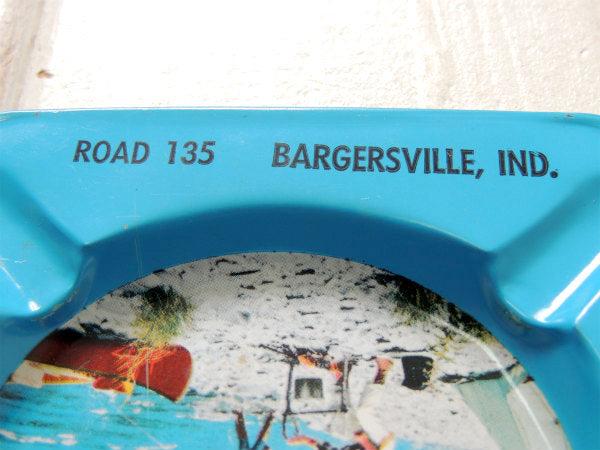 ROAD 135 BARGERSVILLE, IND.